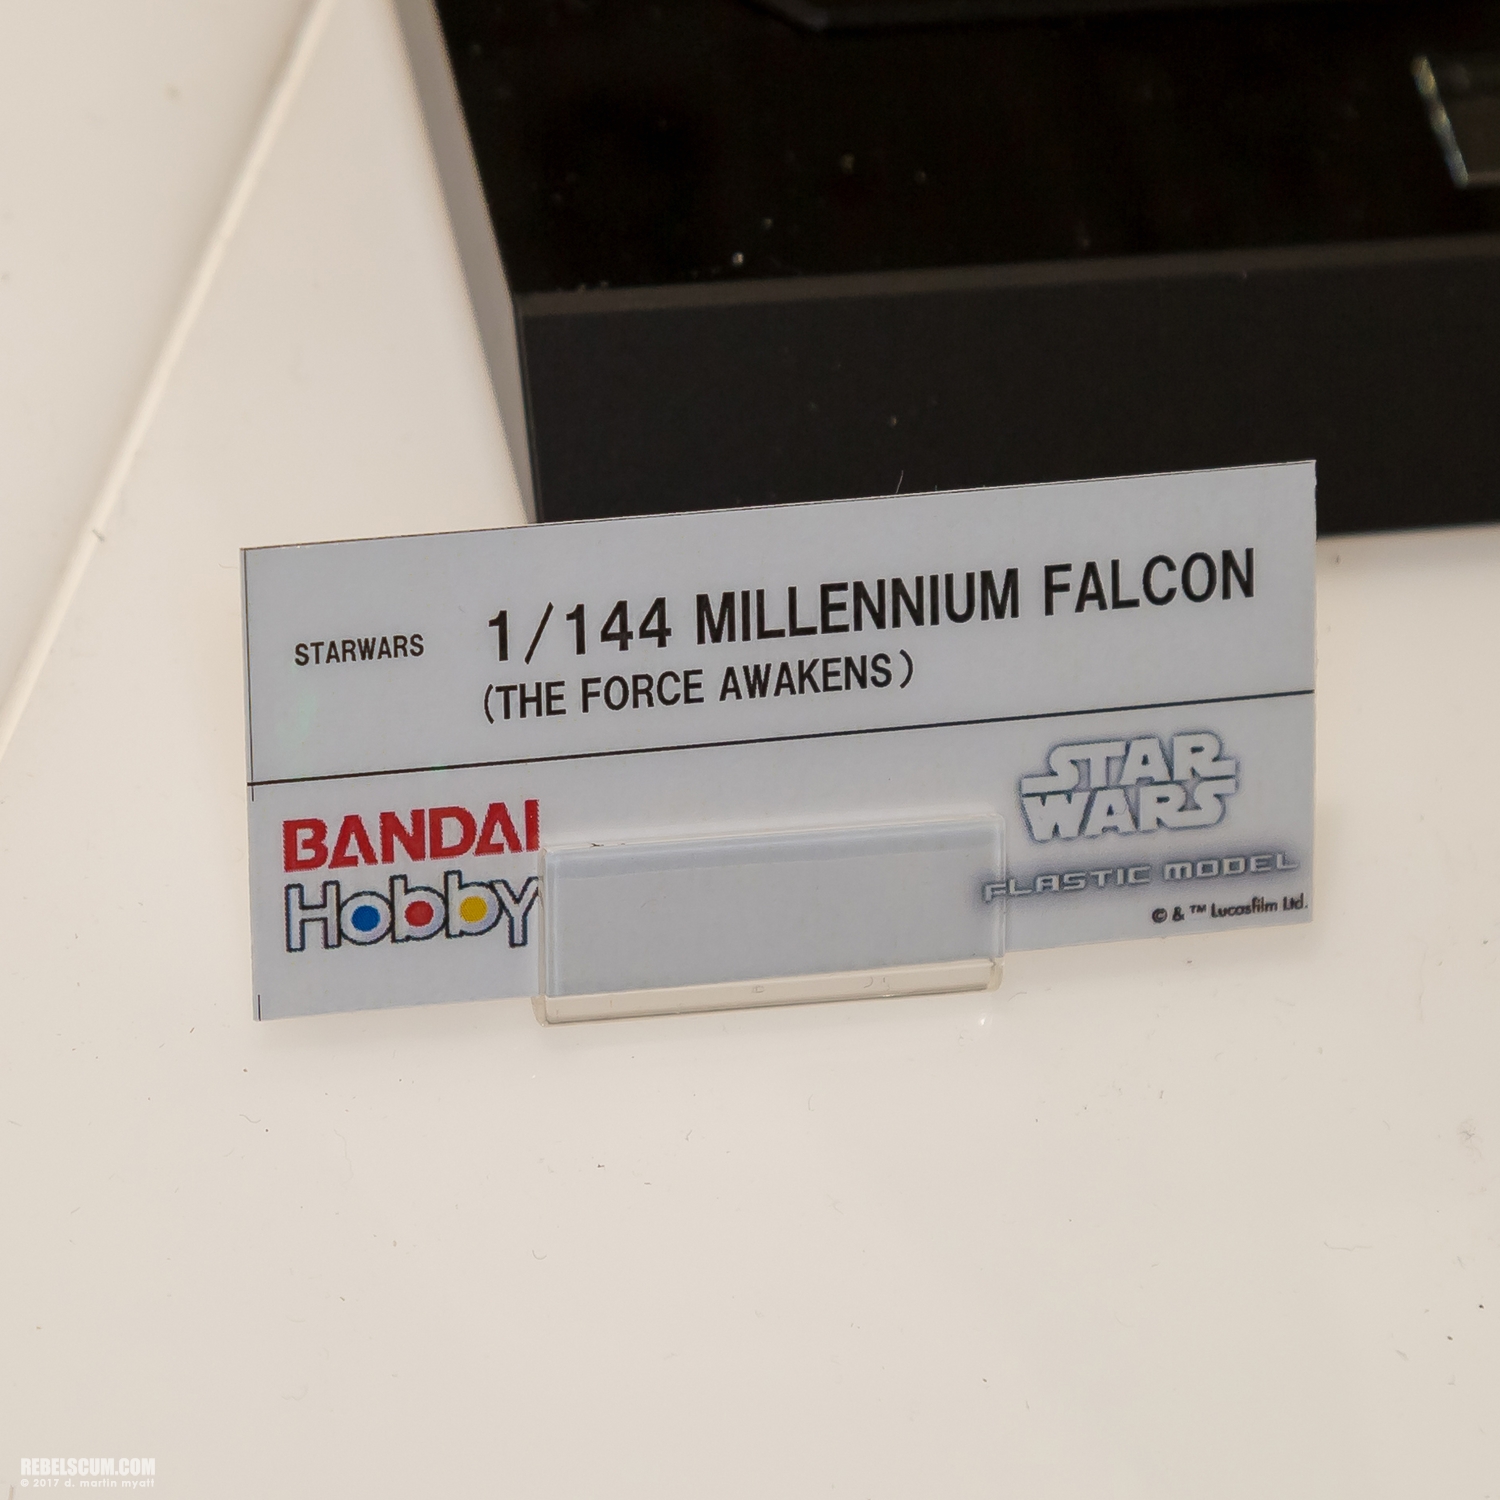 STARWARS
1/144 MILLENNIUM FALCON
(THE FORCE AWAKENS)
BANDAI
Hobby
STAR
WARS
PLASTIC MODEL
© & ™ Lucasfilm Ltd.
REBELSCUM.COM
© 2017 d. martin myatt